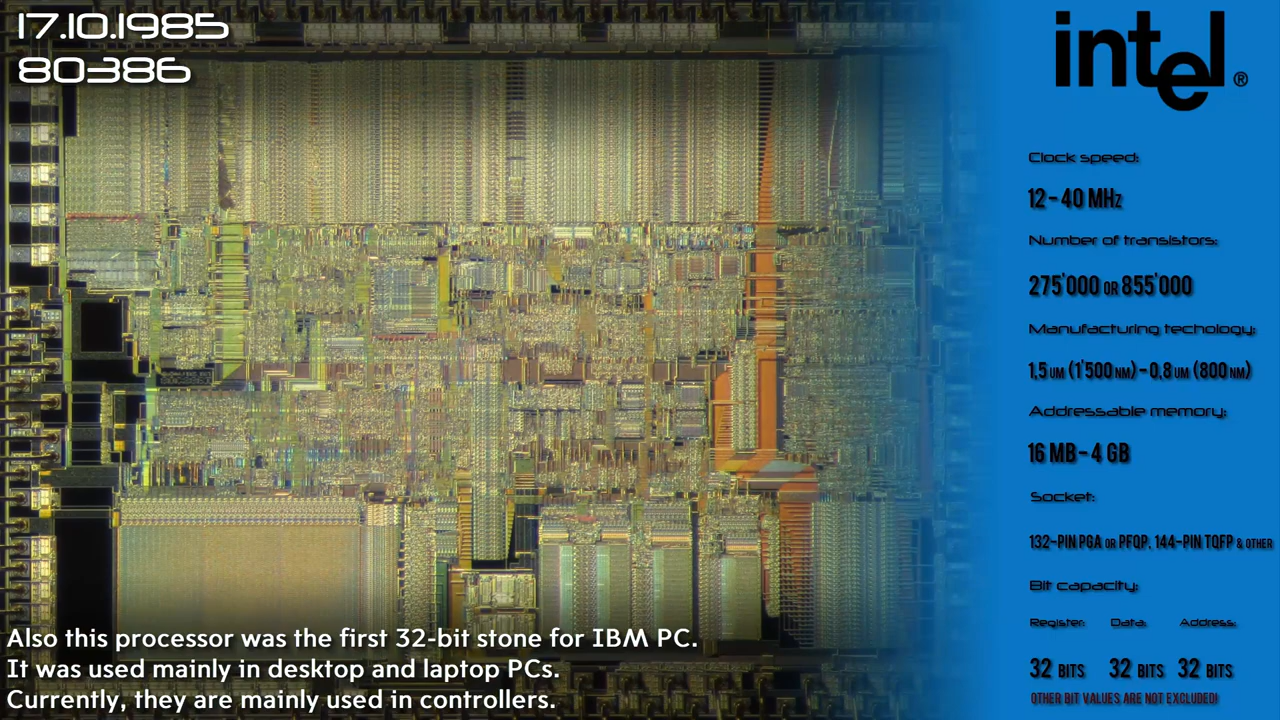 17.10.1985
80386
intel®
Clock speed:
12 - 40 MHz
Number of transistors:
275'000 OR 855'000
Manufacturing techology:
1,5 UM (1'500 NM) - 0,8 UM (800 NM)
Addressable memory:
16 MB - 4 GB
Socket:
132-PIN PGA OR PFQP, 144-PIN TQFP & OTHER
Bit capacity:
Register: Data: Address:
32 BITS 32 BITS 32 BITS
OTHER BIT VALUES ARE NOT EXCLUDED!
Also this processor was the first 32-bit stone for IBM PC.
It was used mainly in desktop and laptop PCs.
Currently, they are mainly used in controllers.